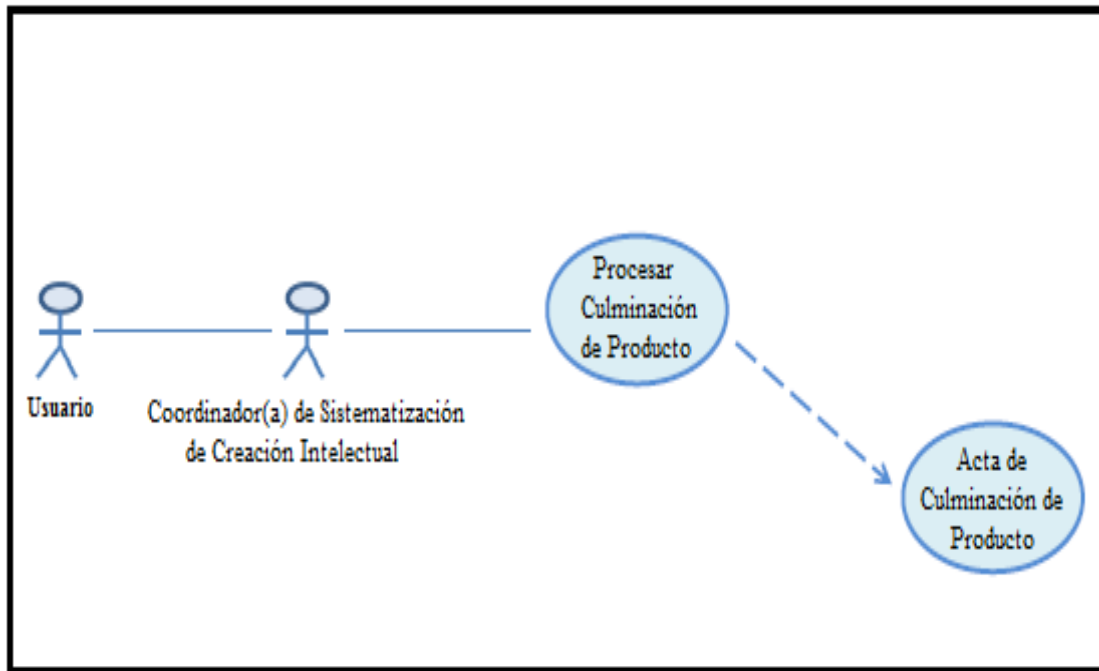 Usuario
Coordinador(a) de Sistematización
de Creación Intelectual
Procesar
Culminación
de Producto
Acta de
Culminación de
Producto